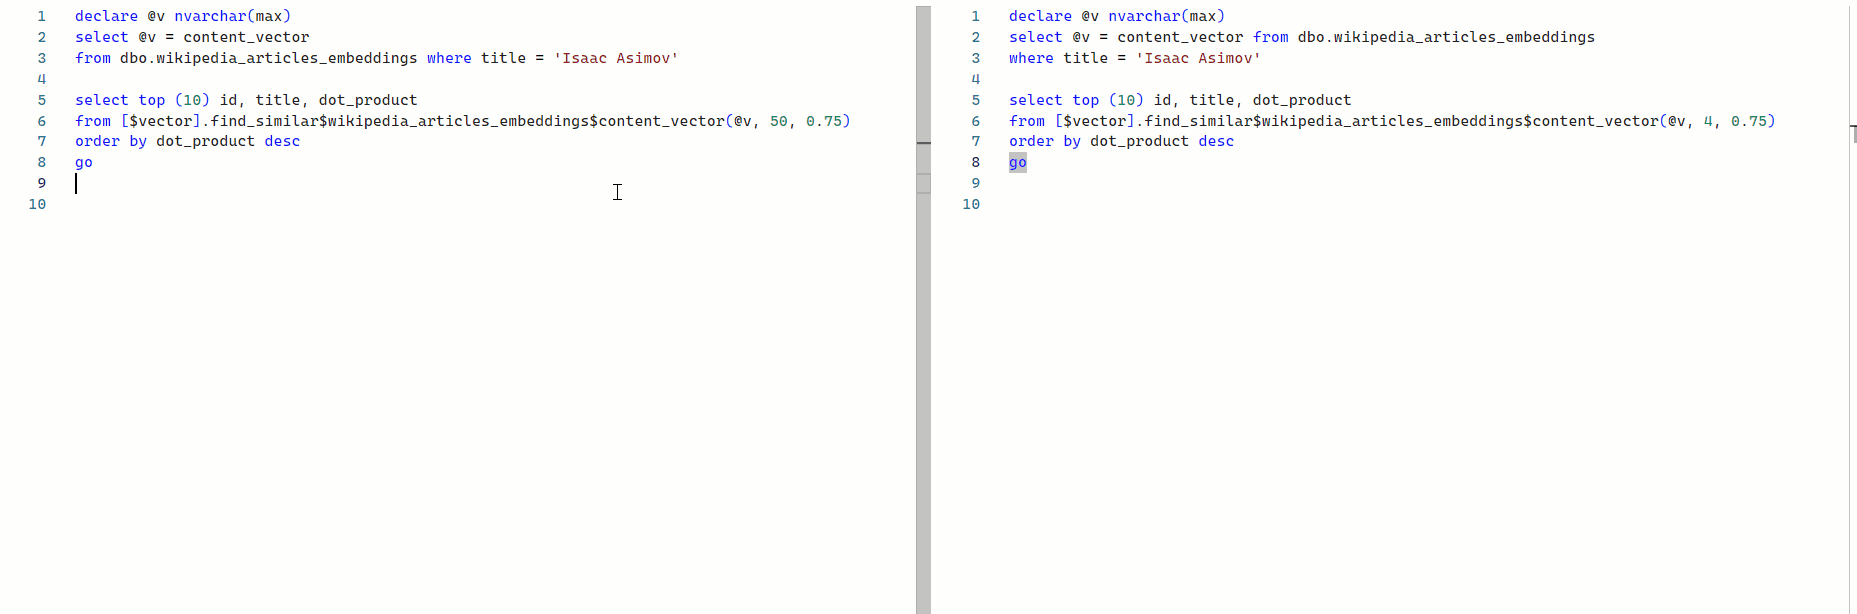 1 declare @v nvarchar(max)
2 select @v = content_vector
3 from dbo.wikipedia_articles_embeddings where title = 'Isaac Asimov'
4
5 select top (10) id, title, dot_product
6 from [$vector].find_similar$wikipedia_articles_embeddings$content_vector(@v, 50, 0.75)
7 order by dot_product desc
8 go
9
10
1 declare @v nvarchar(max)
2 select @v = content_vector from dbo.wikipedia_articles_embeddings
3 where title = 'Isaac Asimov'
4
5 select top (10) id, title, dot_product
6 from [$vector].find_similar$wikipedia_articles_embeddings$content_vector(@v, 4, 0.75)
7 order by dot_product desc
8 go
9
10